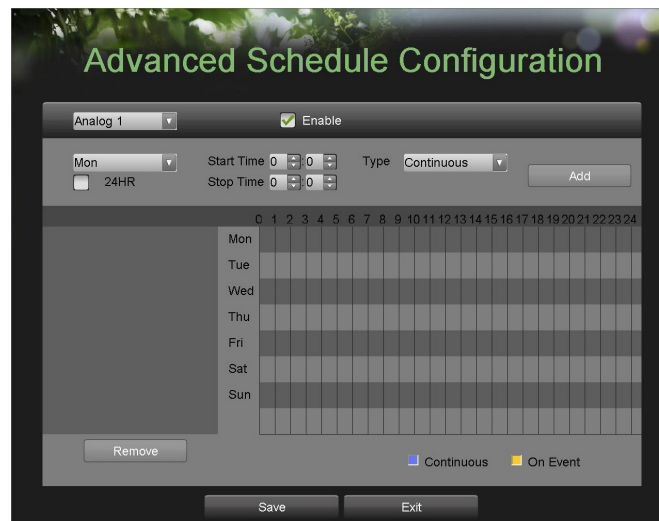 Advanced Schedule Configuration
Analog 1 Enable
Mon Start Time 0 : 0 Type Continuous Add
24HR Stop Time 0 : 0
0 1 2 3 4 5 6 7 8 9 10 11 12 13 14 15 16 17 18 19 20 21 22 23 24
Mon
Tue
Wed
Thu
Fri
Sat
Sun
Remove Continuous On Event
Save Exit